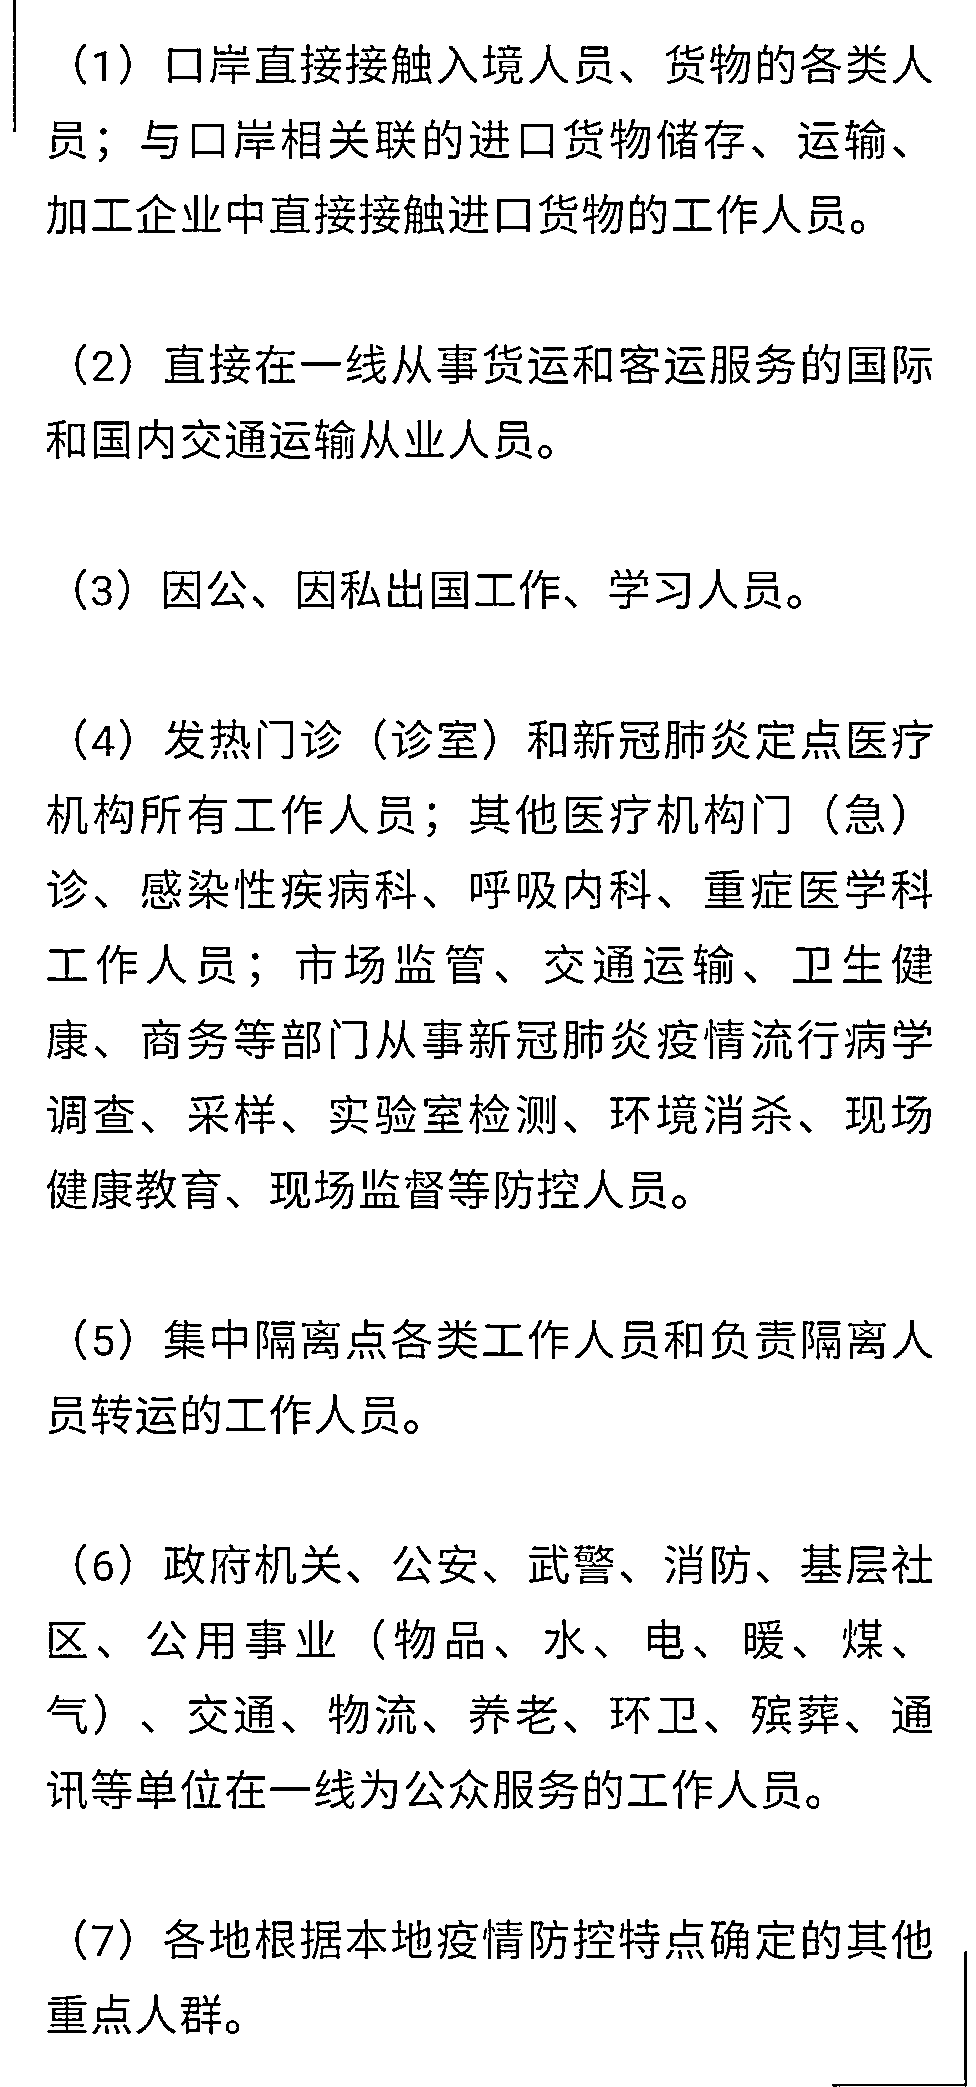 （1）口岸直接接触入境人员、货物的各类人
员；与口岸相关联的进口货物储存、运输、
加工企业中直接接触进口货物的工作人员。
（2）直接在一线从事货运和客运服务的国际
和国内交通运输从业人员。
（3）因公、因私出国工作、学习人员。
（4）发热门诊（诊室）和新冠肺炎定点医疗
机构所有工作人员；其他医疗机构门（急）
诊、感染性疾病科、呼吸内科、重症医学科
工作人员；市场监管、交通运输、卫生健
康、商务等部门从事新冠肺炎疫情流行病学
调查、采样、实验室检测、环境消杀、现场
健康教育、现场监督等防控人员。
（5）集中隔离点各类工作人员和负责隔离人
员转运的工作人员。
（6）政府机关、公安、武警、消防、基层社
区、公用事业（物品、水、电、暖、煤、
气）、交通、物流、养老、环卫、殡葬、通
讯等单位在一线为公众服务的工作人员。
（7）各地根据本地疫情防控特点确定的其他
重点人群。